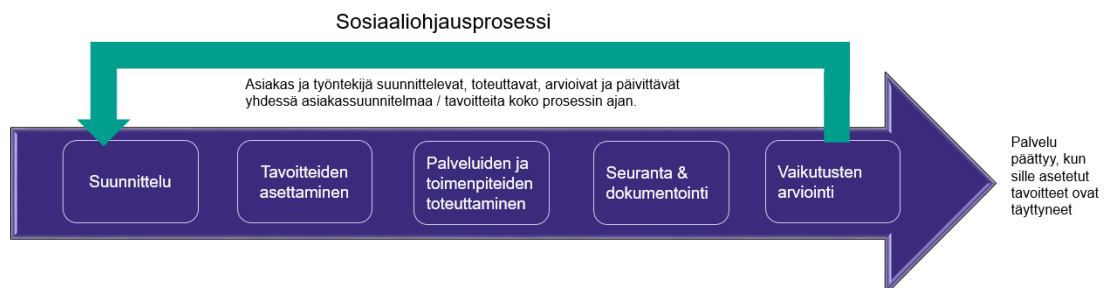 Sosiaaliohjausprosessi
Asiakas ja työntekijä suunnittelevat, toteuttavat, arvioivat ja päivittävät
yhdessä asiakassuunnitelmaa / tavoitteita koko prosessin ajan.
Suunnittelu
Tavoitteiden
asettaminen
Palveluiden ja
toimenpiteiden
toteuttaminen
Seuranta &
dokumentointi
Vaikutusten
arviointi
Palvelu
päättyy, kun
sille asetetut
tavoitteet ovat
täyttyneet